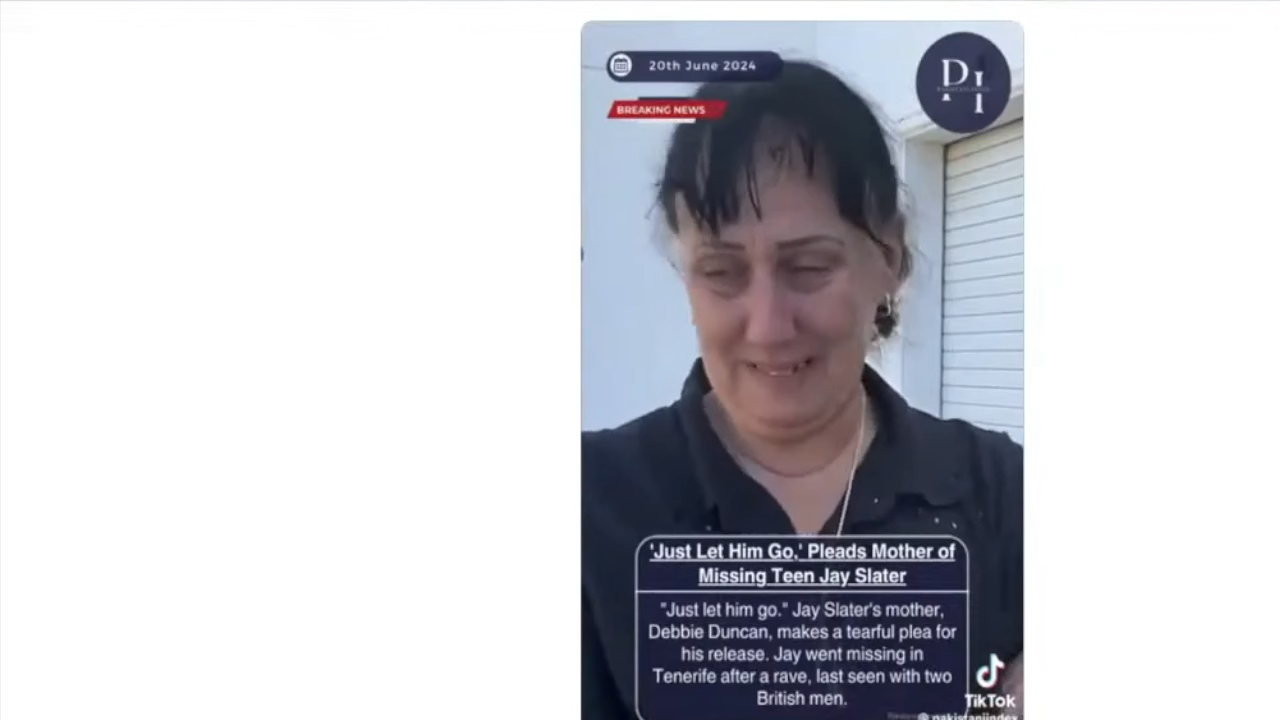 20th June 2024
PI
BREAKING NEWS
'Just Let Him Go,' Pleads Mother of
Missing Teen Jay Slater
"Just let him go." Jay Slater's mother,
Debbie Duncan, makes a tearful plea for
his release. Jay went missing in
Tenerife after a rave, last seen with two
British men.
TikTok
pakistaniindex